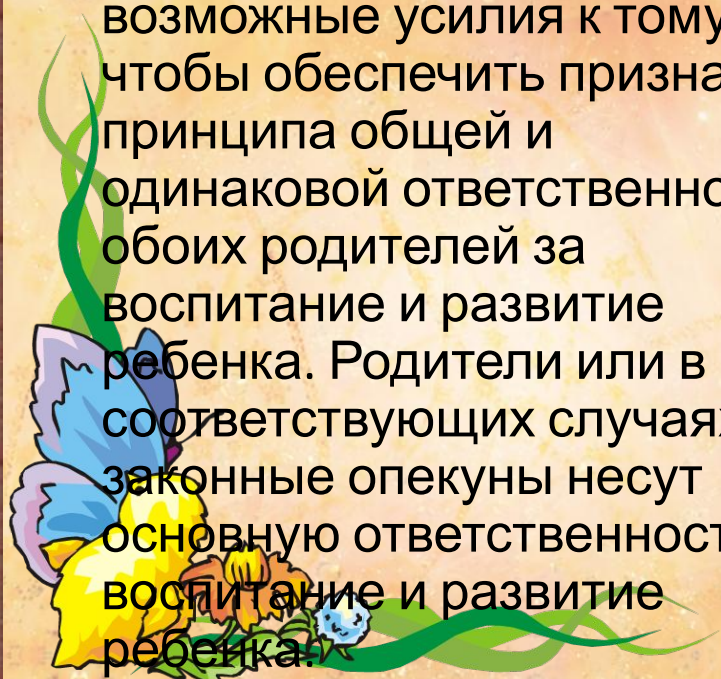 возможные усилия к тому
чтобы обеспечить призна
принципа общей и
одинаковой ответственно
обоих родителей за
воспитание и развитие
ребенка. Родители или в
соответствующих случаях
законные опекуны несут
основную ответственност
воспитание и развитие
ребенка.